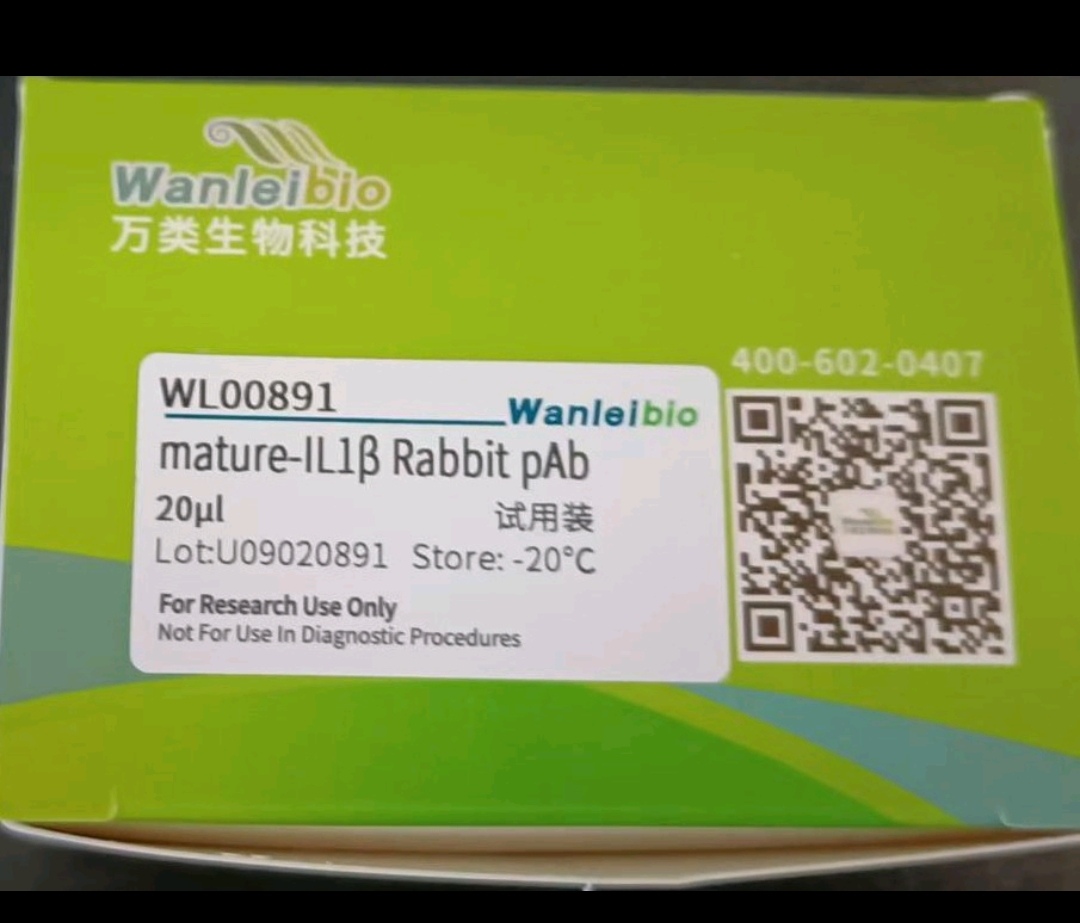 Wanleibio
万类生物科技
400-602-0407
WL00891
Wanleibio
mature-IL1β Rabbit pAb
20μl 试用装
Lot:U09020891 Store: -20°C
For Research Use Only
Not For Use In Diagnostic Procedures